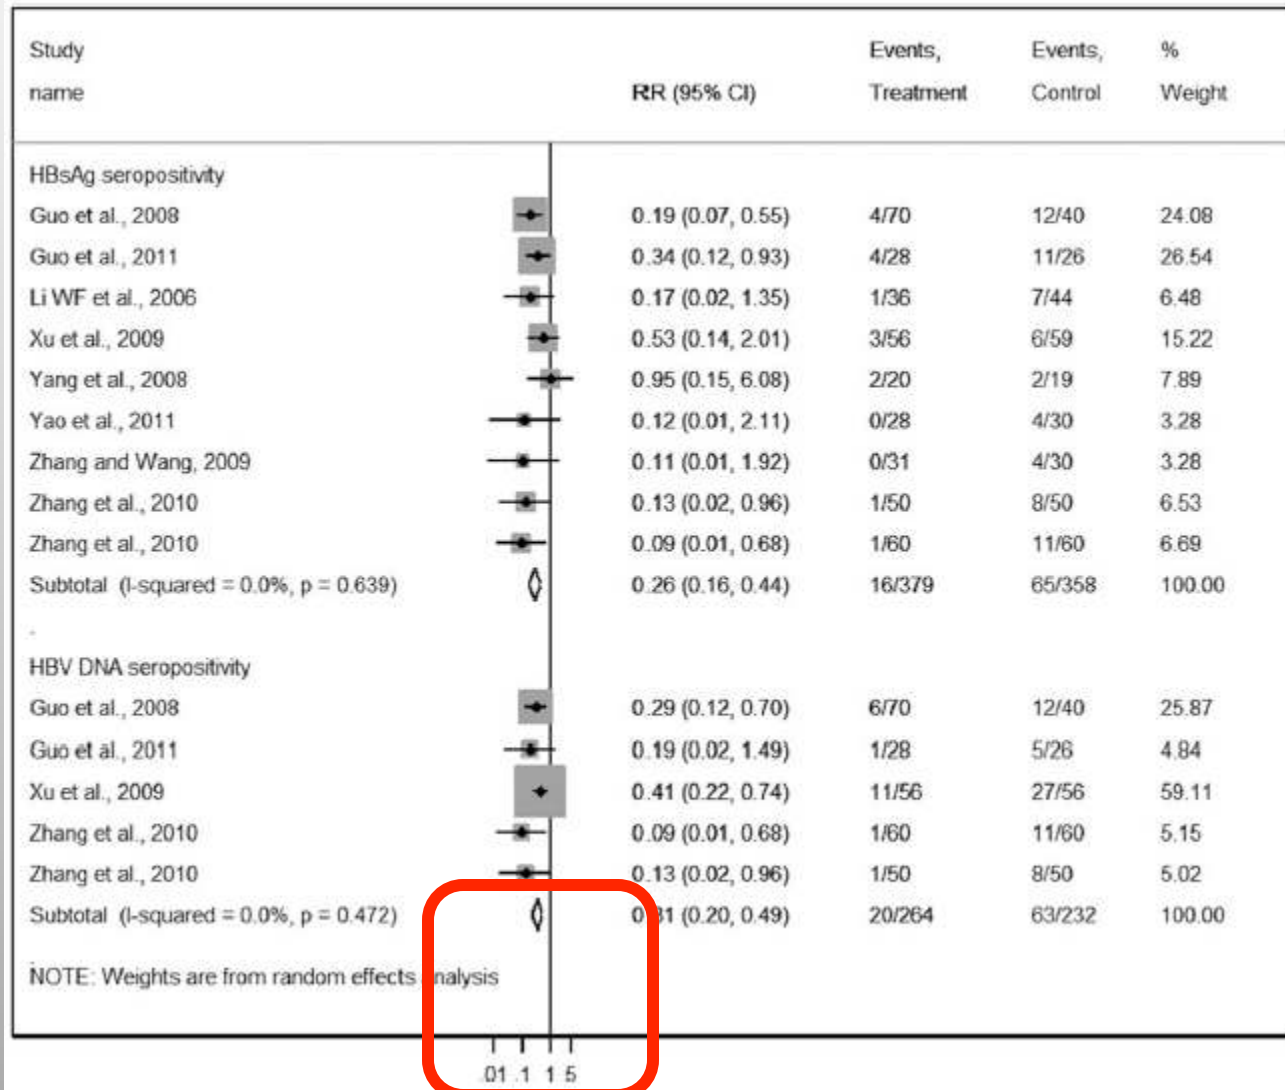 Study Events, Events, %
name RR (95% CI) Treatment Control Weight
HBsAg seropositivity
Guo et al., 2008 0.19 (0.07, 0.55) 4/70 12/40 24.08
Guo et al., 2011 0.34 (0.12, 0.93) 4/28 11/26 26.54
Li WF et al., 2006 0.17 (0.02, 1.35) 1/36 7/44 6.48
Xu et al., 2009 0.53 (0.14, 2.01) 3/56 6/59 15.22
Yang et al., 2008 0.95 (0.15, 6.08) 2/20 2/19 7.89
Yao et al., 2011 0.12 (0.01, 2.11) 0/28 4/30 3.28
Zhang and Wang, 2009 0.11 (0.01, 1.92) 0/31 4/30 3.28
Zhang et al., 2010 0.13 (0.02, 0.96) 1/50 8/50 6.53
Zhang et al., 2010 0.09 (0.01, 0.68) 1/60 11/60 6.69
Subtotal (I-squared = 0.0%, p = 0.639) 0.26 (0.16, 0.44) 16/379 65/358 100.00
.
HBV DNA seropositivity
Guo et al., 2008 0.29 (0.12, 0.70) 6/70 12/40 25.87
Guo et al., 2011 0.19 (0.02, 1.49) 1/28 5/26 4.84
Xu et al., 2009 0.41 (0.22, 0.74) 11/56 27/56 59.11
Zhang et al., 2010 0.09 (0.01, 0.68) 1/60 11/60 5.15
Zhang et al., 2010 0.13 (0.02, 0.96) 1/50 8/50 5.02
Subtotal (I-squared = 0.0%, p = 0.472) 0.31 (0.20, 0.49) 20/264 63/232 100.00
.
NOTE: Weights are from random effects analysis
.01 .1 1 5